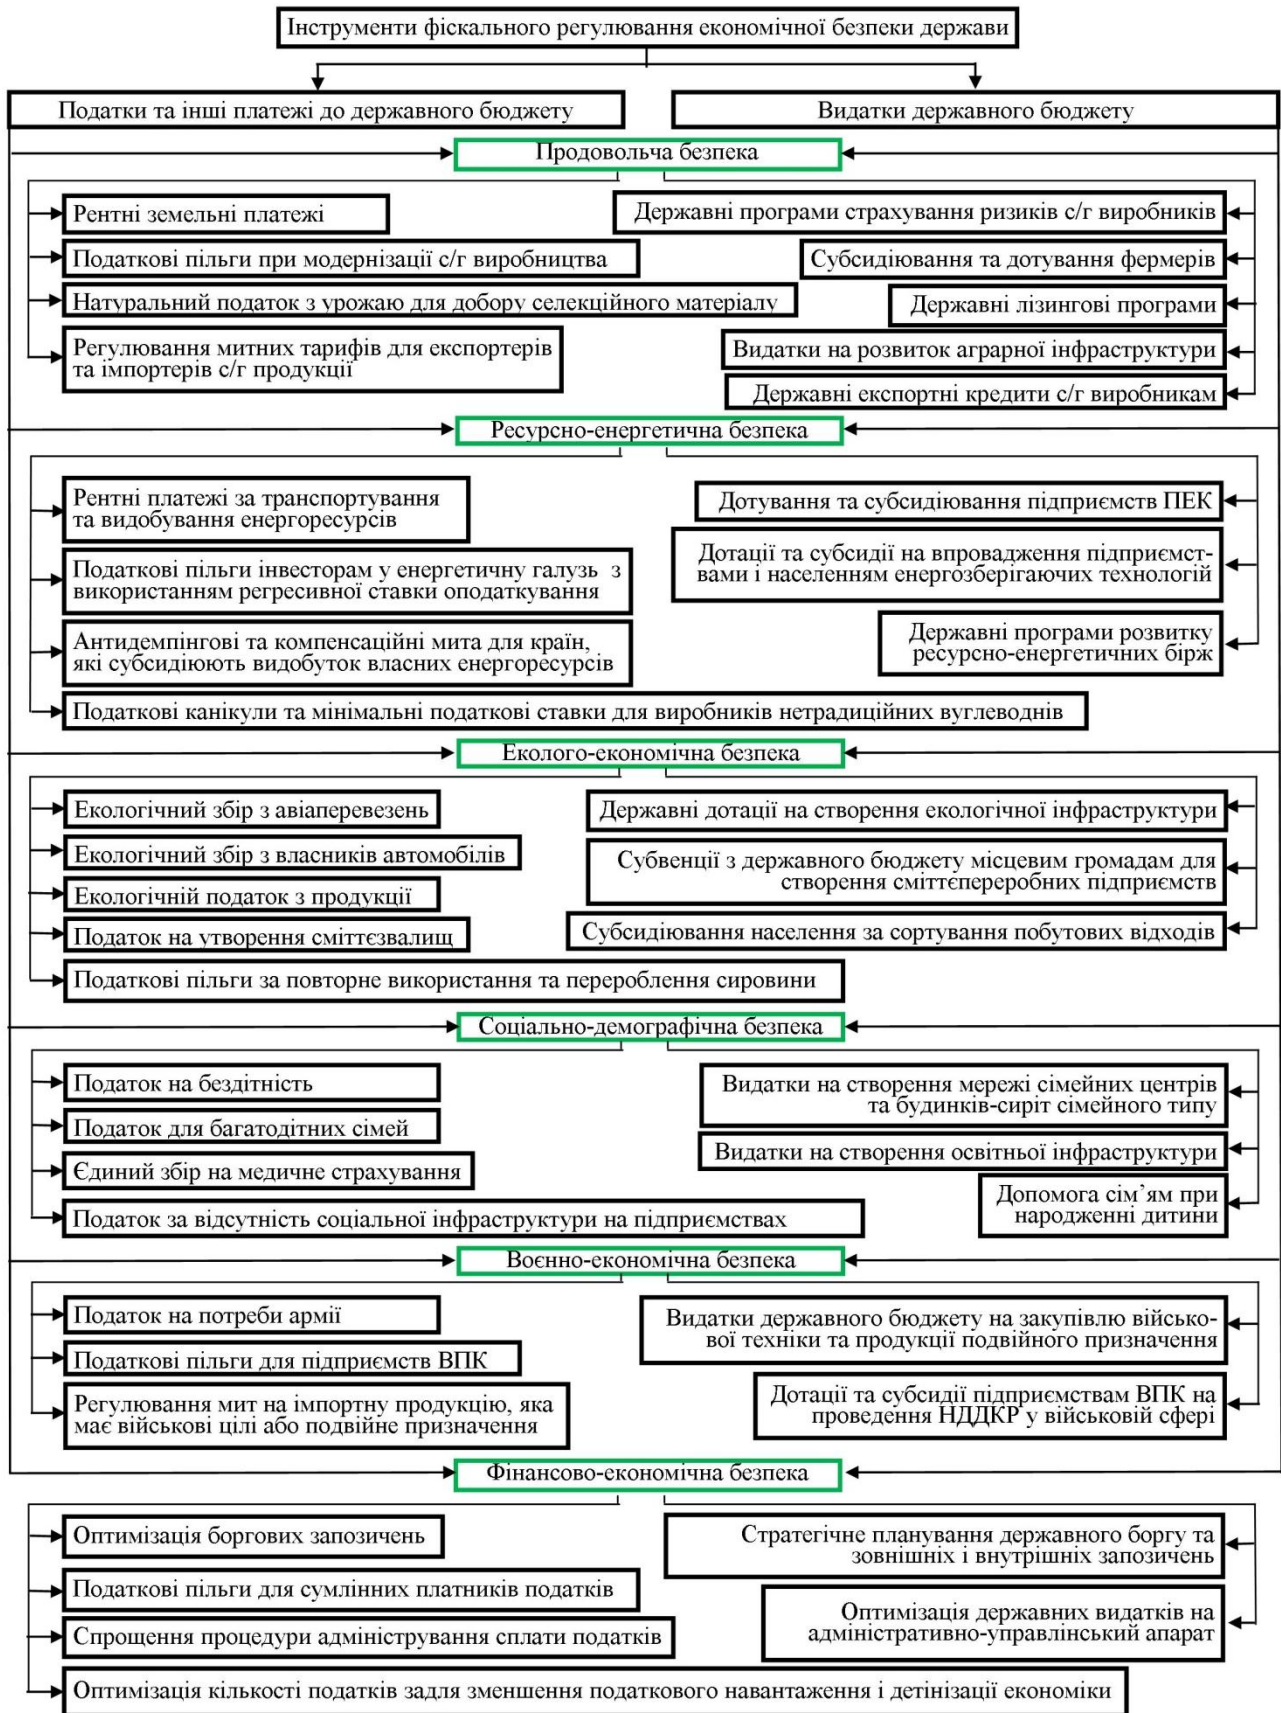 Інструменти фіскального регулювання економічної безпеки держави
Податки та інші платежі до державного бюджету
Видатки державного бюджету
Продовольча безпека
Рентні земельні платежі
Податкові пільги при модернізації с/г виробництва
Натуральний податок з урожаю для добору селекційного матеріалу
Регулювання митних тарифів для експортерів
та імпортерів с/г продукції
Державні програми страхування ризиків с/г виробників
Субсидіювання та дотування фермерів
Державні лізингові програми
Видатки на розвиток аграрної інфраструктури
Державні експортні кредити с/г виробникам
Ресурсно-енергетична безпека
Рентні платежі за транспортування
та видобування енергоресурсів
Податкові пільги інвесторам у енергетичну галузь з
використанням регресивної ставки оподаткування
Антидемпінгові та компенсаційні мита для країн,
які субсидіюють видобуток власних енергоресурсів
Податкові канікули та мінімальні податкові ставки для виробників нетрадиційних вуглеводнів
Дотування та субсидіювання підприємств ПЕК
Дотації та субсидії на впровадження підприємст-
вами і населенням енергозберігаючих технологій
Державні програми розвитку
ресурсно-енергетичних бірж
Еколого-економічна безпека
Екологічний збір з авіаперевезень
Екологічний збір з власників автомобілів
Екологічній податок з продукції
Податок на утворення сміттєзвалищ
Податкові пільги за повторне використання та перероблення сировини
Державні дотації на створення екологічної інфраструктури
Субвенції з державного бюджету місцевим громадам для
створення сміттєпереробних підприємств
Субсидіювання населення за сортування побутових відходів
Соціально-демографічна безпека
Податок на бездітність
Податок для багатодітних сімей
Єдиний збір на медичне страхування
Податок за відсутність соціальної інфраструктури на підприємствах
Видатки на створення мережі сімейних центрів
та будинків-сиріт сімейного типу
Видатки на створення освітньої інфраструктури
Допомога сім’ям при
народженні дитини
Воєнно-економічна безпека
Податок на потреби армії
Податкові пільги для підприємств ВПК
Регулювання мит на імпортну продукцію, яка
має військові цілі або подвійне призначення
Видатки державного бюджету на закупівлю військо-
вої техніки та продукції подвійного призначення
Дотації та субсидії підприємствам ВПК на
проведення НДДКР у військовій сфері
Фінансово-економічна безпека
Оптимізація боргових запозичень
Податкові пільги для сумлінних платників податків
Спрощення процедури адміністрування сплати податків
Оптимізація кількості податків задля зменшення податкового навантаження і детінізації економіки
Стратегічне планування державного боргу та
зовнішніх і внутрішніх запозичень
Оптимізація державних видатків на
адміністративно-управлінський апарат